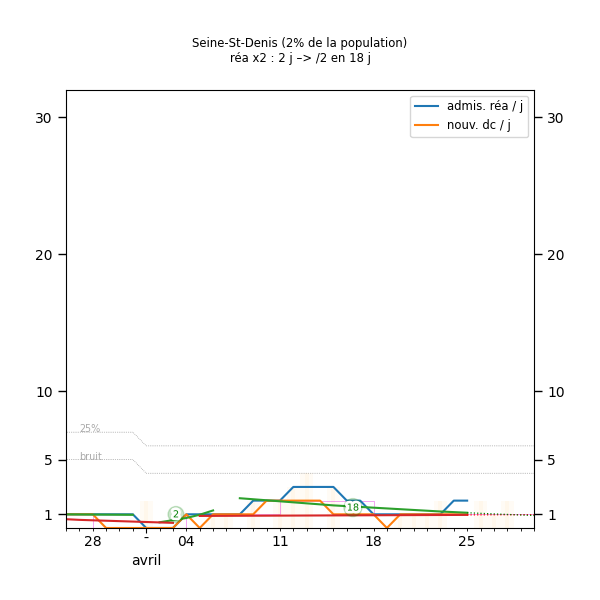 Seine-St-Denis (2% de la population)
réa x2 : 2 j –> /2 en 18 j
admis. réa / j
nouv. dc / j
30 30
20 20
10 10
25%
5 bruit 5
1 2 18 1
28 - 04 11 18 25
avril